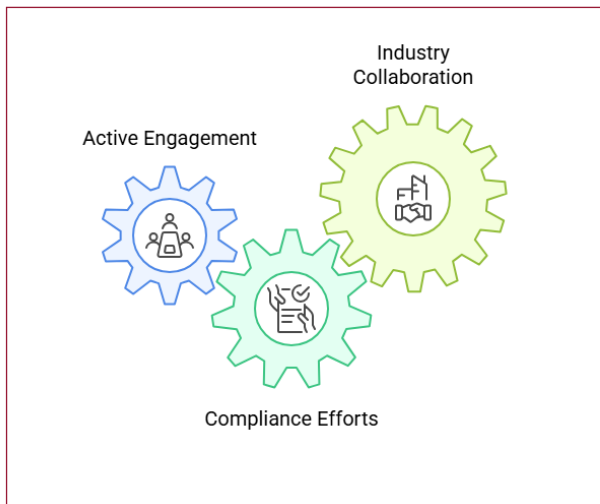 Industry
Collaboration
Active Engagement
Compliance Efforts